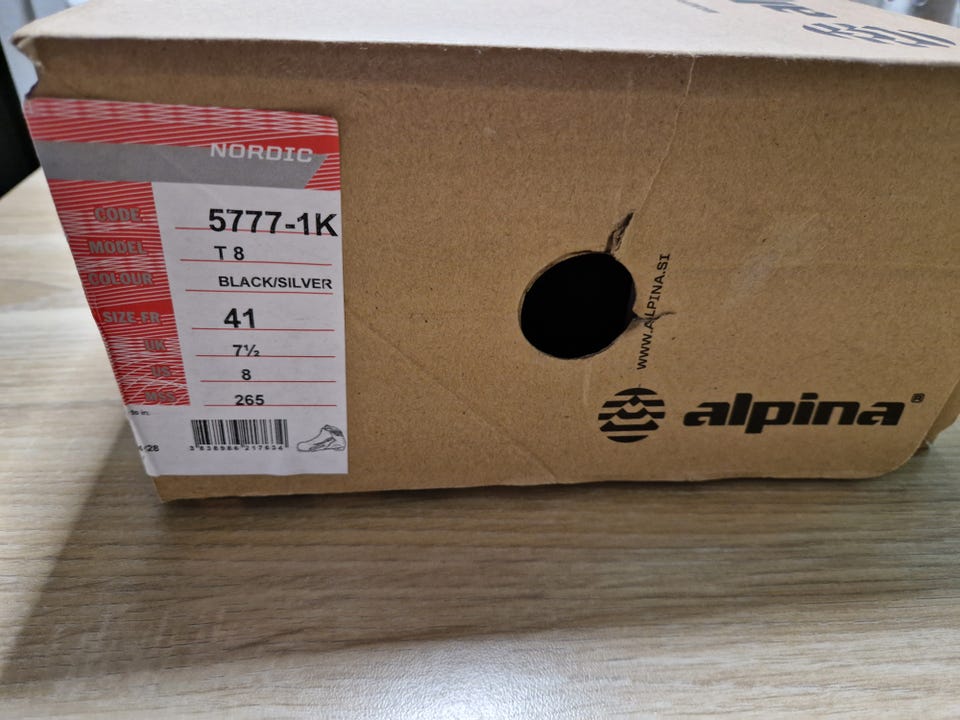 NORDIC
CODE 5777-1K
MODEL T 8
COLOUR BLACK/SILVER
SIZE-FR 41
UK 7½
US 8
265
WWW.ALPINA.SI
alpina®